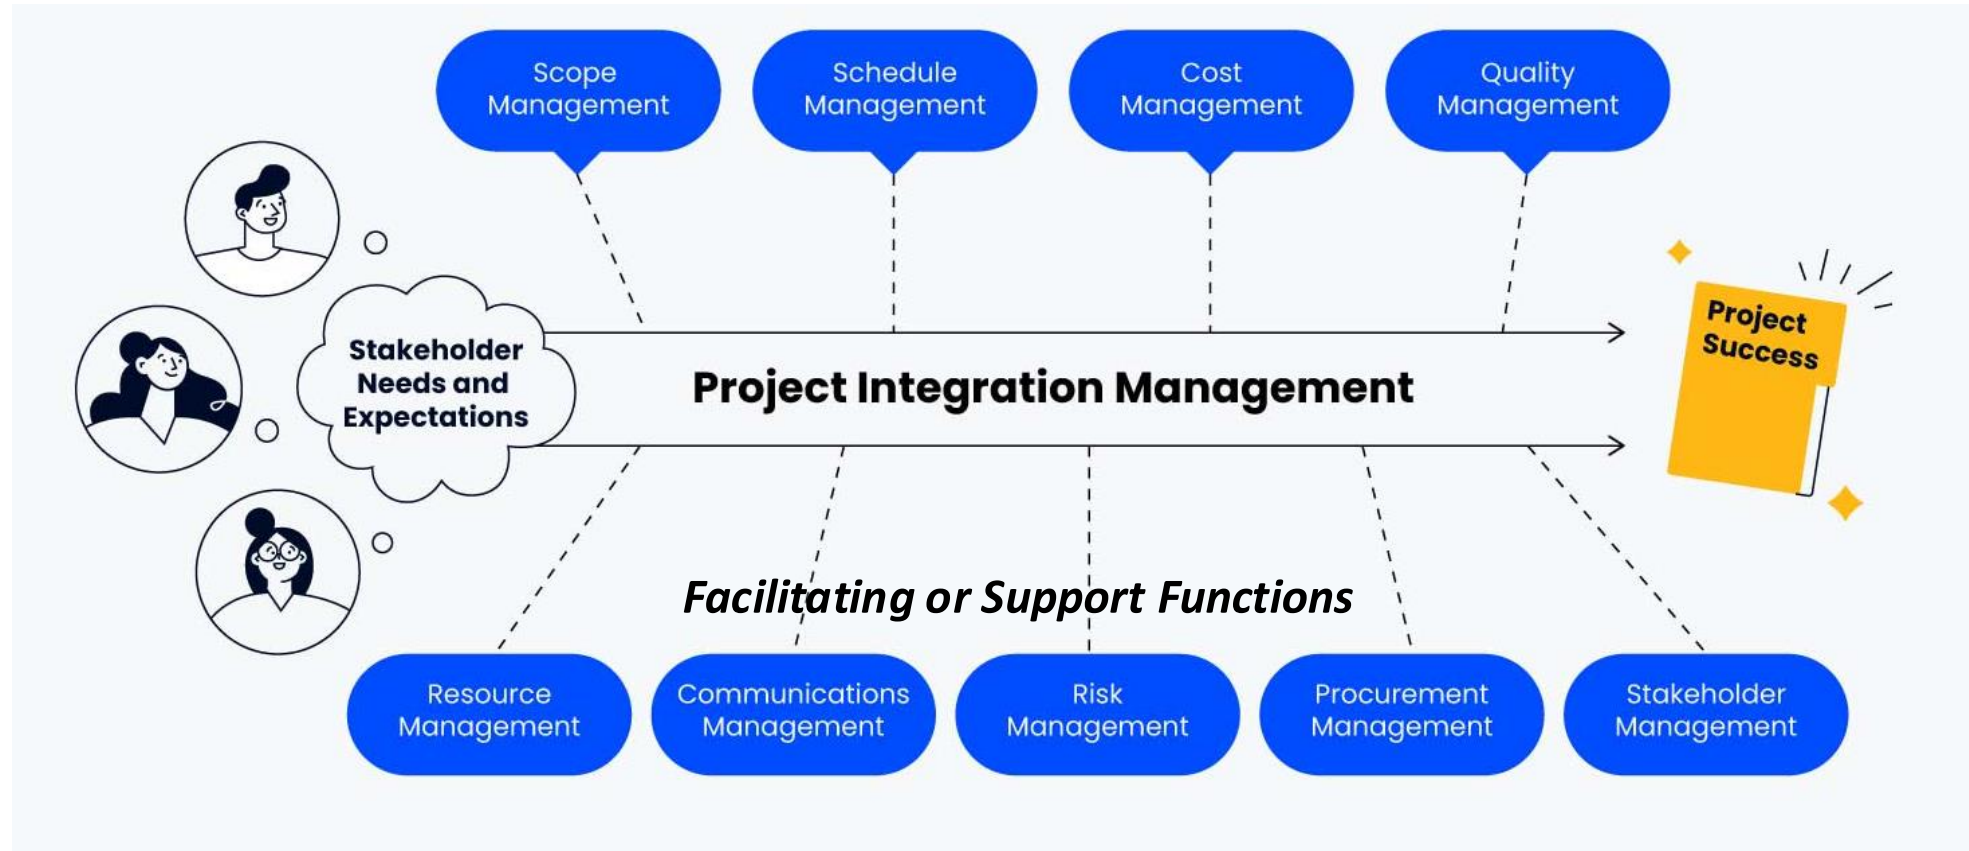 Scope
Management
Schedule
Management
Cost
Management
Quality
Management
Stakeholder
Needs and
Expectations
Project Integration Management
Project
Success
Facilitating or Support Functions
Resource
Management
Communications
Management
Risk
Management
Procurement
Management
Stakeholder
Management